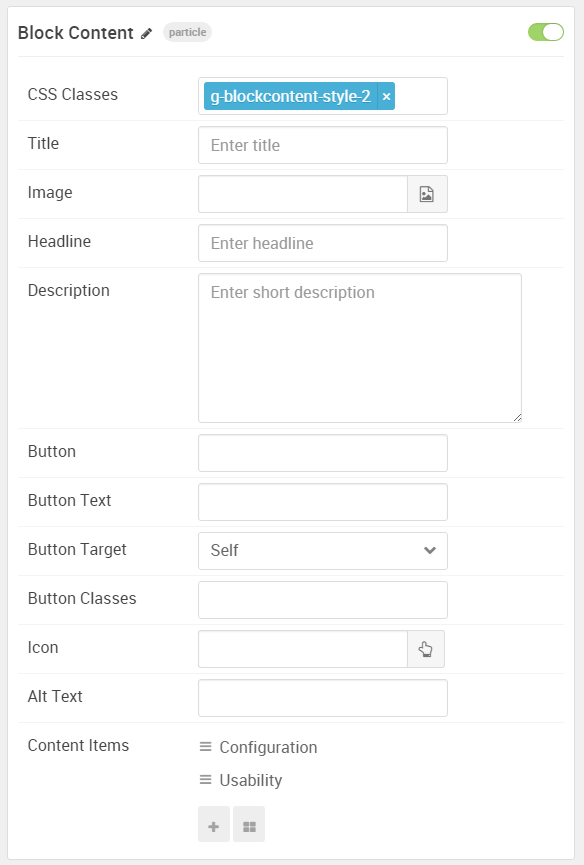 Block Content particle
CSS Classes g-blockcontent-style-2 ×
Title Enter title
Image
Headline Enter headline
Description Enter short description
Button
Button Text
Button Target Self
Button Classes
Icon
Alt Text
Content Items Configuration
Usability